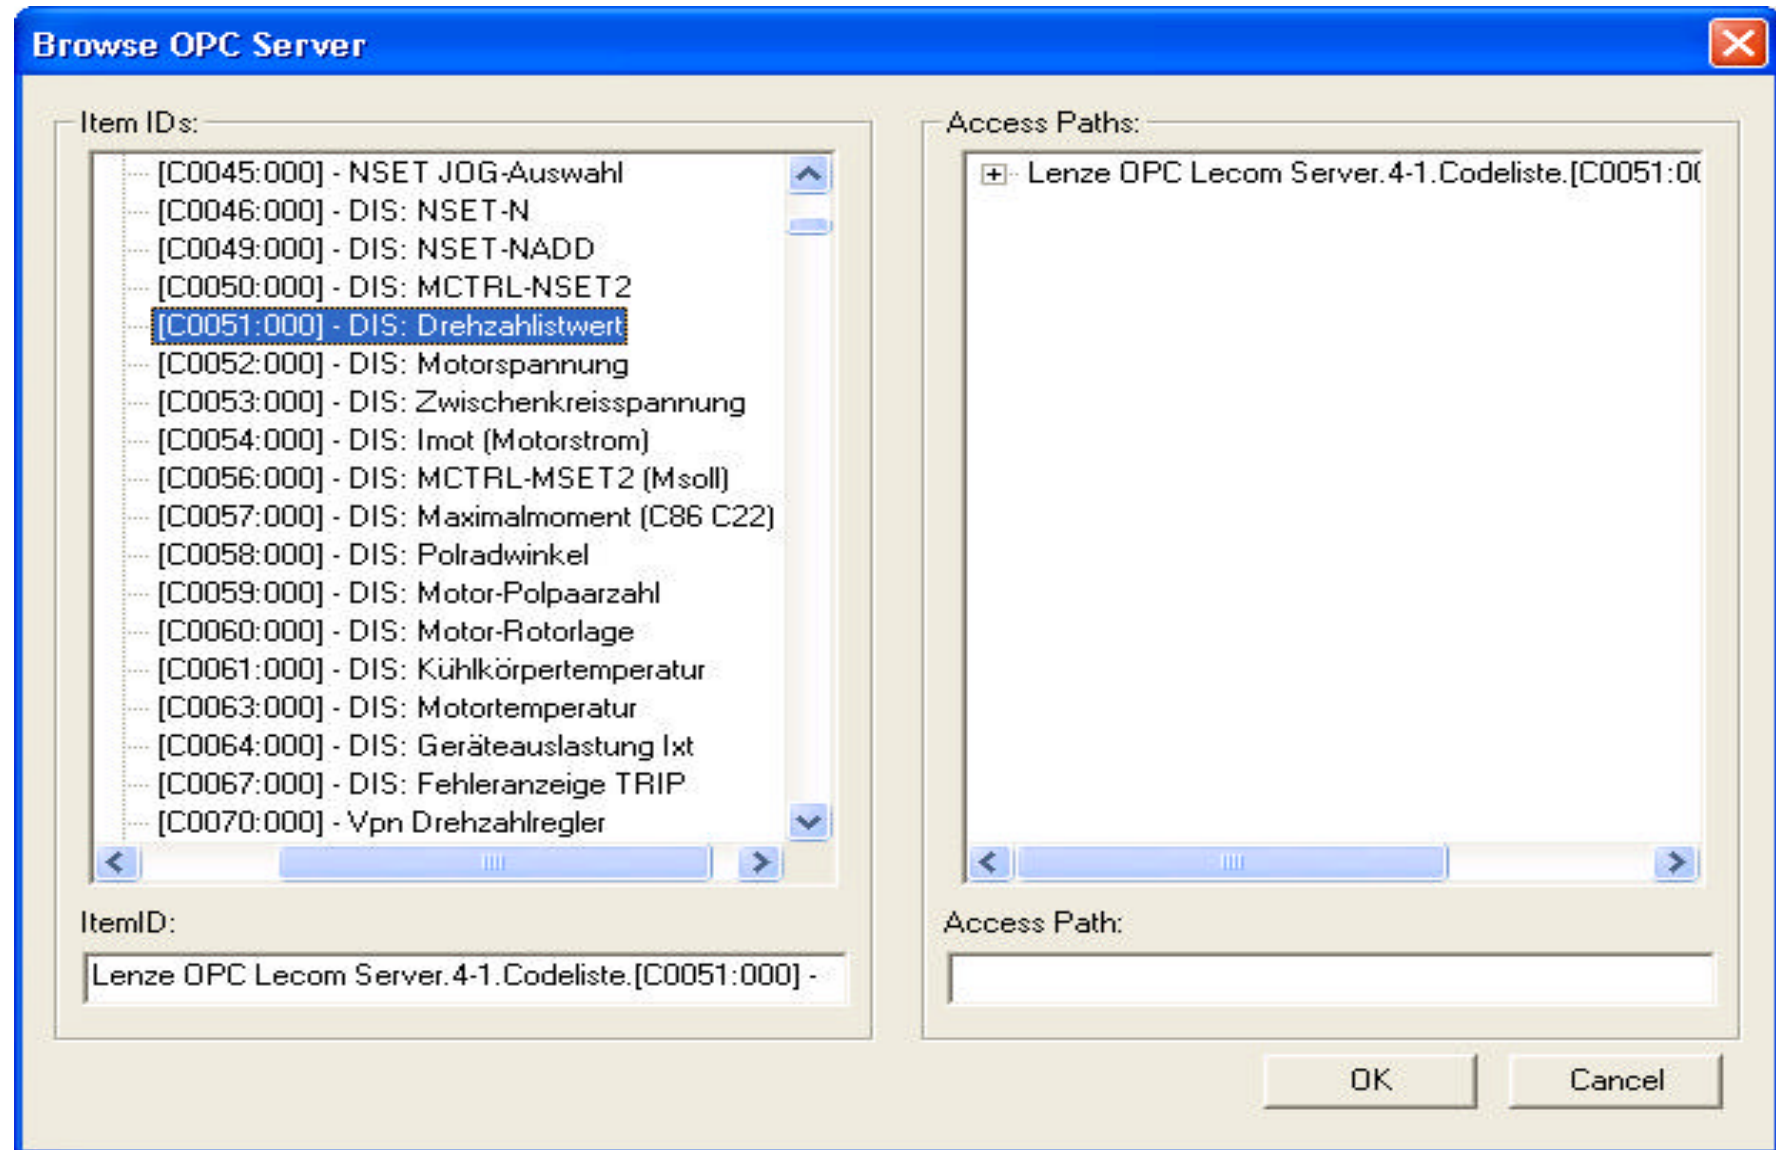 Browse OPC Server
Item IDs:
[C0045:000] - NSET JOG-Auswahl
[C0046:000] - DIS: NSET-N
[C0049:000] - DIS: NSET-NADD
[C0050:000] - DIS: MCTRL-NSET2
[C0051:000] - DIS: Drehzahlistwert
[C0052:000] - DIS: Motorspannung
[C0053:000] - DIS: Zwischenkreisspannung
[C0054:000] - DIS: Imot (Motorstrom)
[C0056:000] - DIS: MCTRL-MSET2 (Msoll)
[C0057:000] - DIS: Maximalmoment (C86 C22)
[C0058:000] - DIS: Polradwinkel
[C0059:000] - DIS: Motor-Polpaarzahl
[C0060:000] - DIS: Motor-Rotorlage
[C0061:000] - DIS: Kühlkörpertemperatur
[C0063:000] - DIS: Motortemperatur
[C0064:000] - DIS: Geräteauslastung Ixt
[C0067:000] - DIS: Fehleranzeige TRIP
[C0070:000] - Vpn Drehzahlregler
ItemID:
Lenze OPC Lecom Server.4-1.Codeliste.[C0051:000] -
Access Paths:
Lenze OPC Lecom Server.4-1.Codeliste.[C0051:00
Access Path:
OK
Cancel